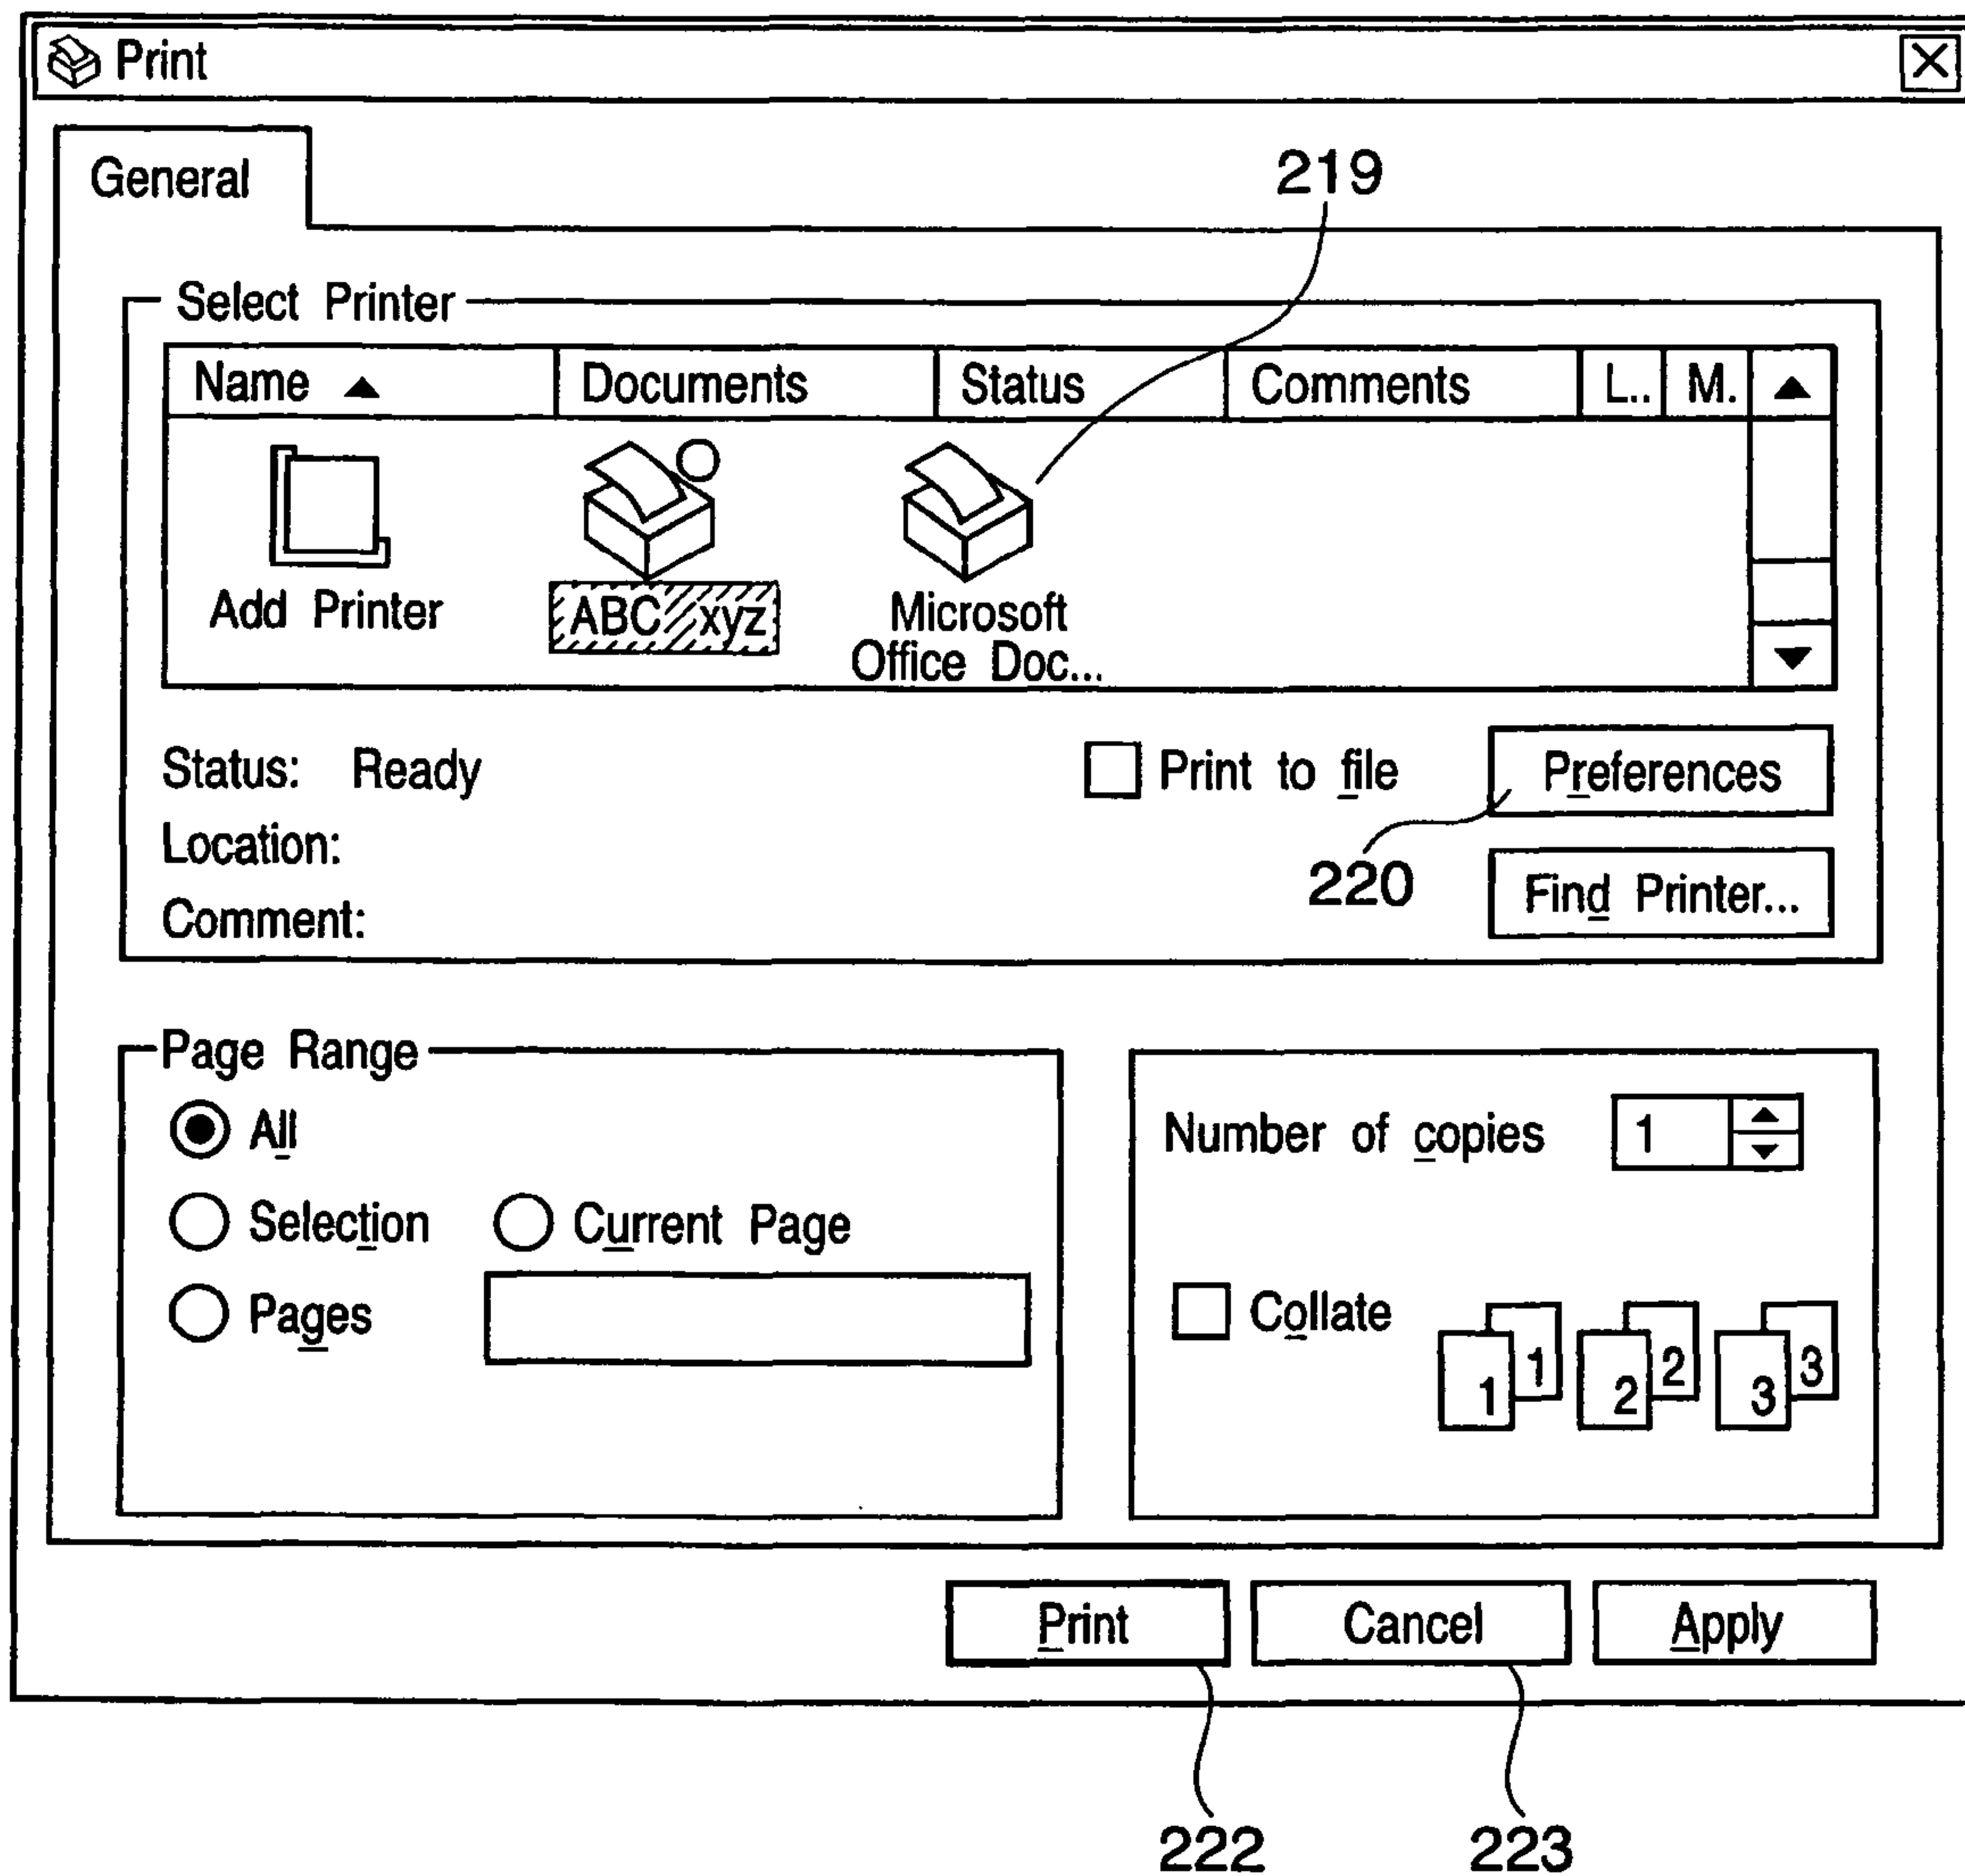 Print
General
219
Select Printer
Name Documents Status Comments L.. M.
Add Printer
ABC xyz
Microsoft
Office Doc...
Status: Ready
Print to file
Preferences
Location:
220
Find Printer...
Comment:
Page Range
All
Selection
Current Page
Pages
Number of copies 1
Collate
1 1 2 2 3 3
Print
Cancel
Apply
222
223